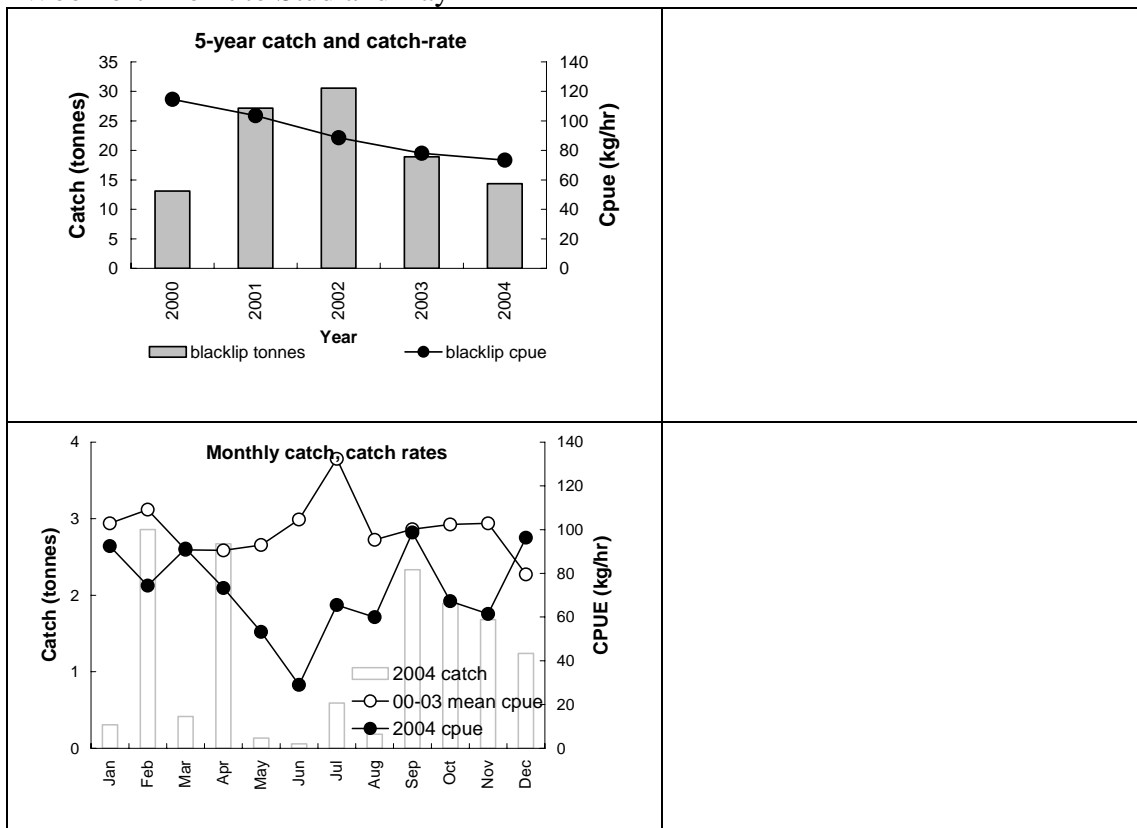 5-year catch and catch-rate
Catch (tonnes)
35
30
25
20
15
10
5
0
140
120
100
80
60
40
20
0
Cpue (kg/hr)
2000 2001 2002 2003 2004
Year
blacklip tonnes blacklip cpue
Monthly catch, catch rates
Catch (tonnes)
4
3
2
1
0
140
120
100
80
60
40
20
0
CPUE (kg/hr)
2004 catch
00-03 mean cpue
2004 cpue
Jan Feb Mar Apr May Jun Jul Aug Sep Oct Nov Dec